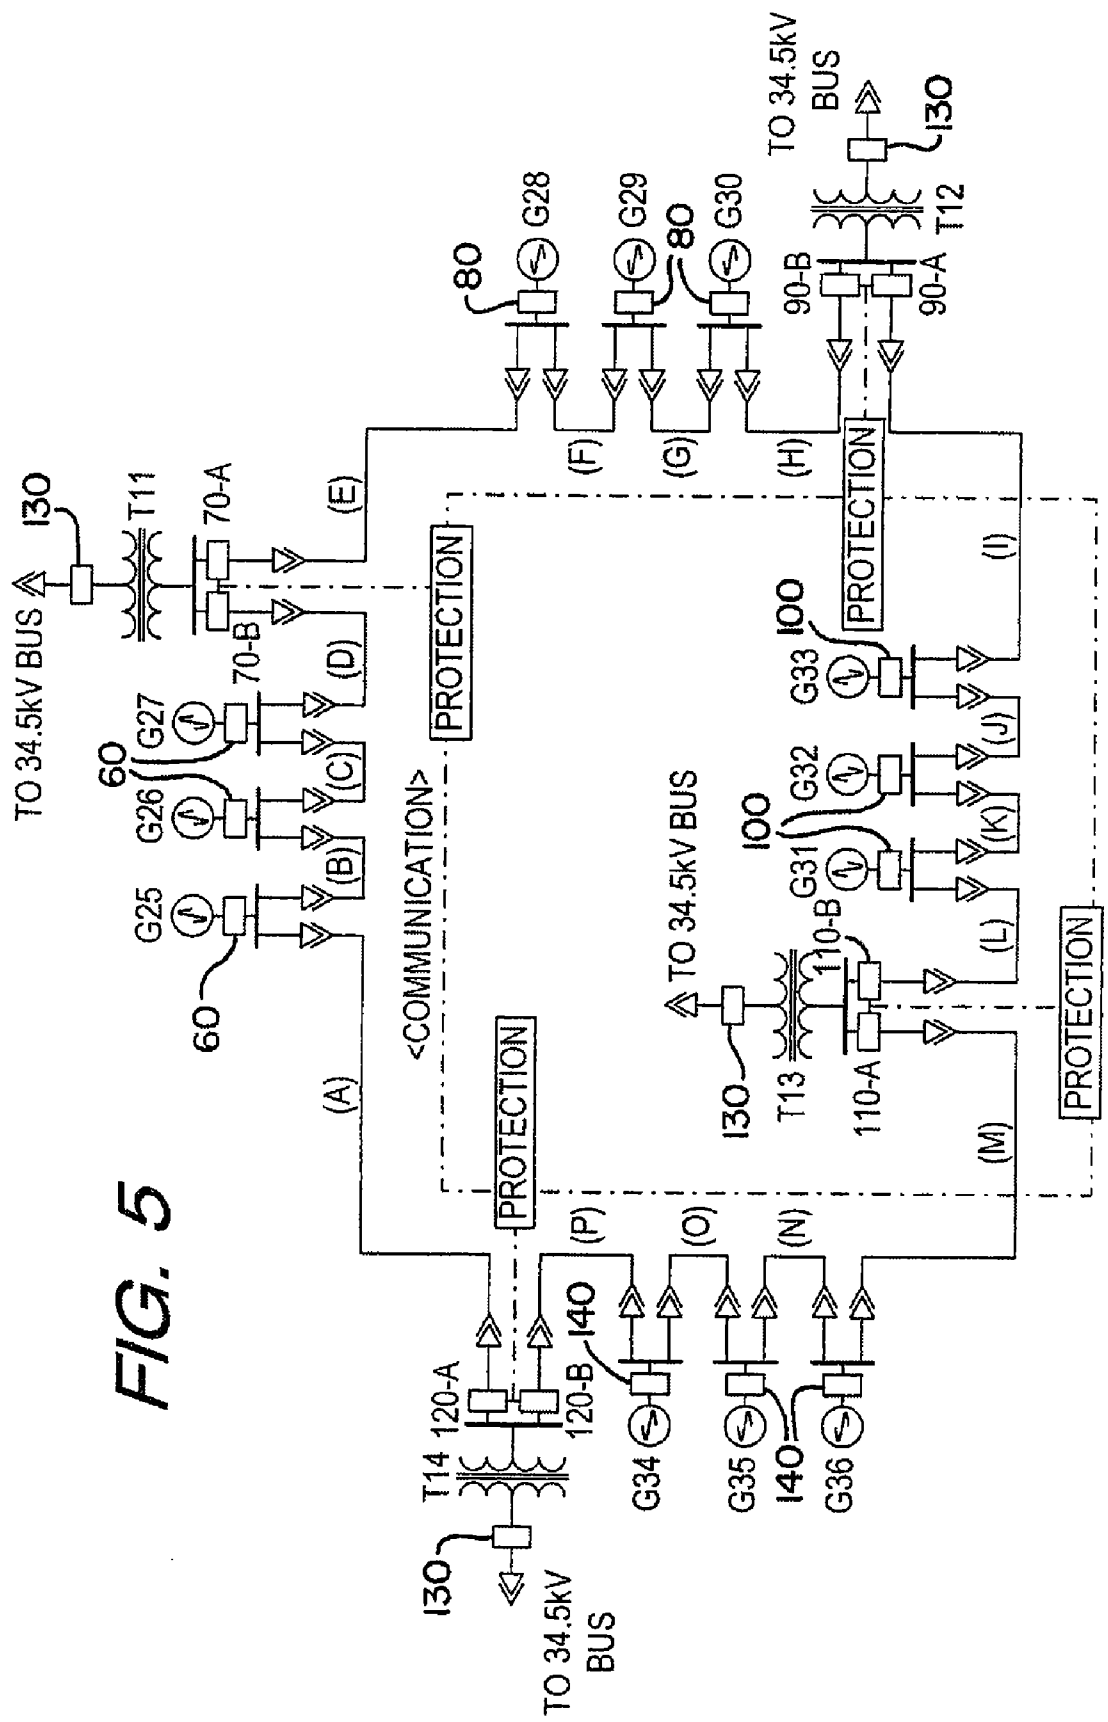 FIG. 5
TO 34.5kV BUS
130
T11
70-B
70-A
G25
G26
G27
60
60
(A)
(B)
(C)
(D)
(E)
PROTECTION
<COMMUNICATION>
80
G28
G29
80
G30
(F)
(G)
(H)
TO 34.5kV
BUS
130
T12
90-B
90-A
PROTECTION
(I)
100
G33
G32
100
G31
(J)
(K)
(L)
TO 34.5kV BUS
130
T13
110-B
110-A
PROTECTION
(M)
(N)
(O)
(P)
PROTECTION
120-A
120-B
T14
130
TO 34.5kV
BUS
140
G34
G35
140
G36